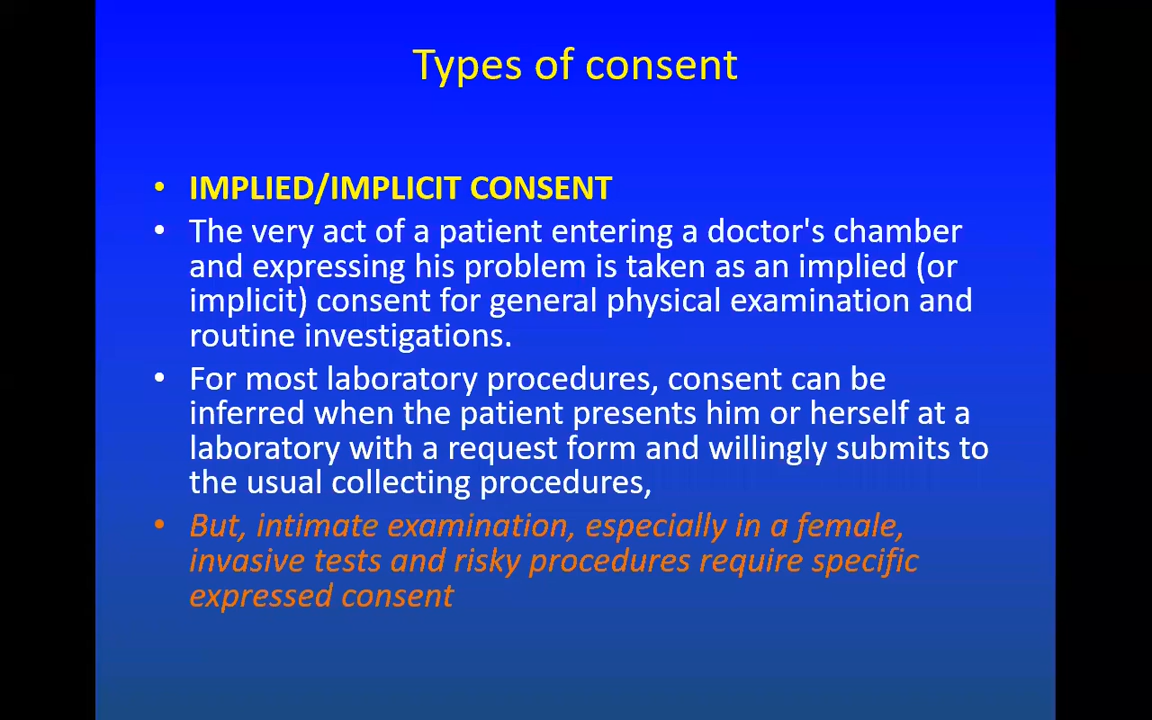 Types of consent
• IMPLIED/IMPLICIT CONSENT
• The very act of a patient entering a doctor's chamber
and expressing his problem is taken as an implied (or
implicit) consent for general physical examination and
routine investigations.
• For most laboratory procedures, consent can be
inferred when the patient presents him or herself at a
laboratory with a request form and willingly submits to
the usual collecting procedures,
• But, intimate examination, especially in a female,
invasive tests and risky procedures require specific
expressed consent